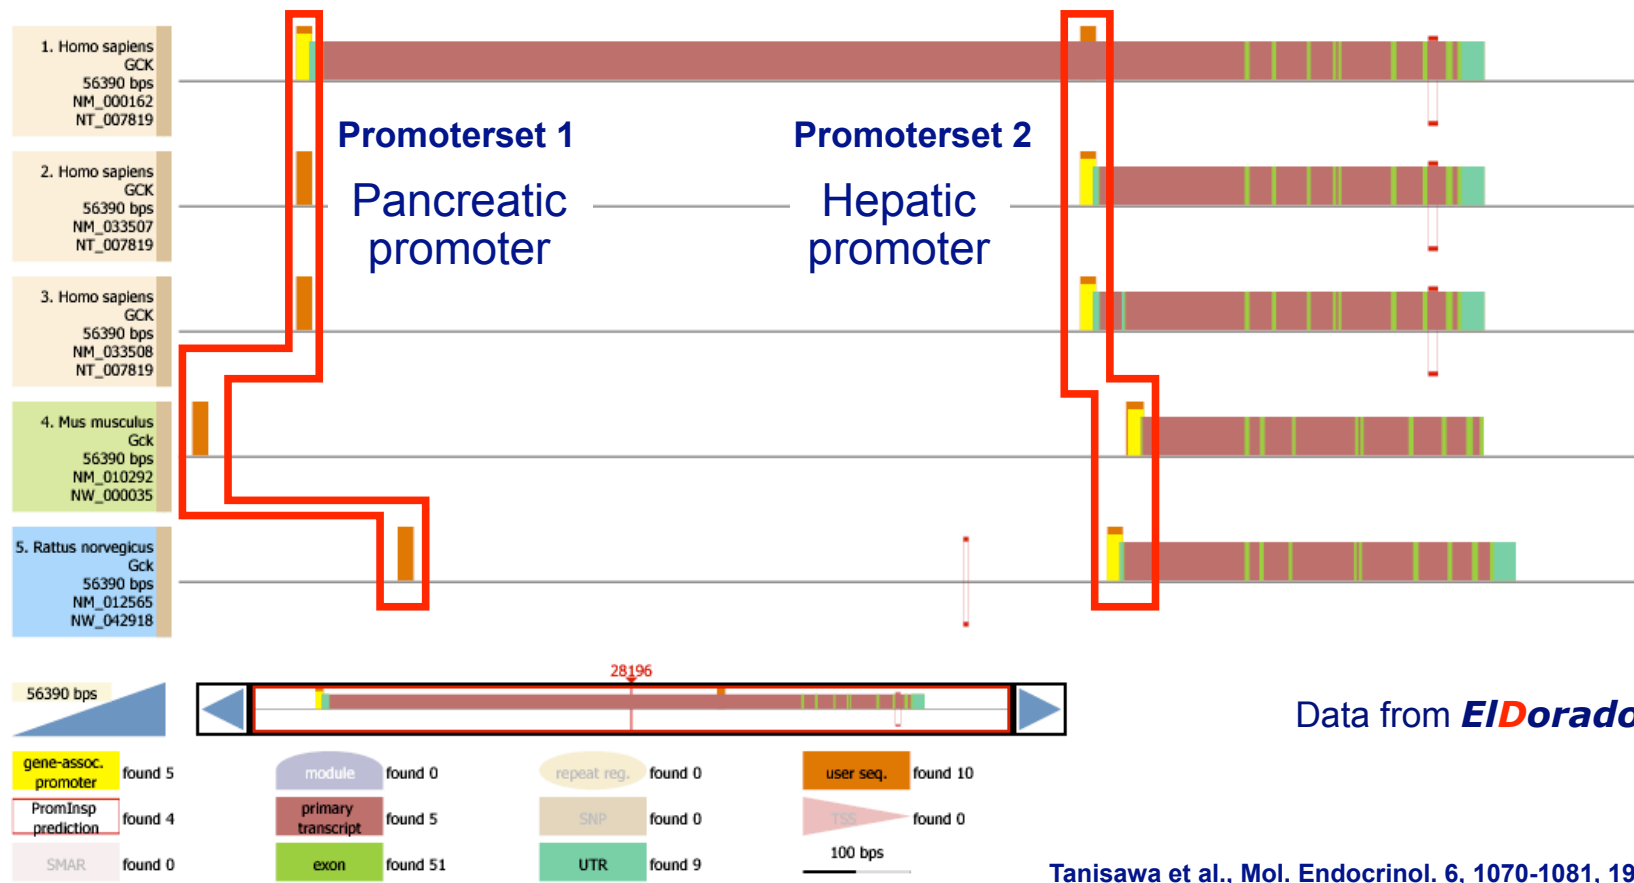 1. Homo sapiens
GCK
56390 bps
NM_000162
NT_007819
Promoterset 1
Promoterset 2
2. Homo sapiens
GCK
56390 bps
NM_033507
NT_007819
Pancreatic
promoter
Hepatic
promoter
3. Homo sapiens
GCK
56390 bps
NM_033508
NT_007819
4. Mus musculus
Gck
56390 bps
NM_010292
NW_000035
5. Rattus norvegicus
Gck
56390 bps
NM_012565
NW_042918
28196
56390 bps
Data from ElDorado
gene-assoc.
promoter
found 5
module
found 0
repeat reg.
found 0
user seq.
found 10
PromInsp
prediction
found 4
primary
transcript
found 5
SNP
found 0
TSS
found 0
SMAR
found 0
exon
found 51
UTR
found 9
100 bps
Tanisawa et al., Mol. Endocrinol. 6, 1070-1081, 19